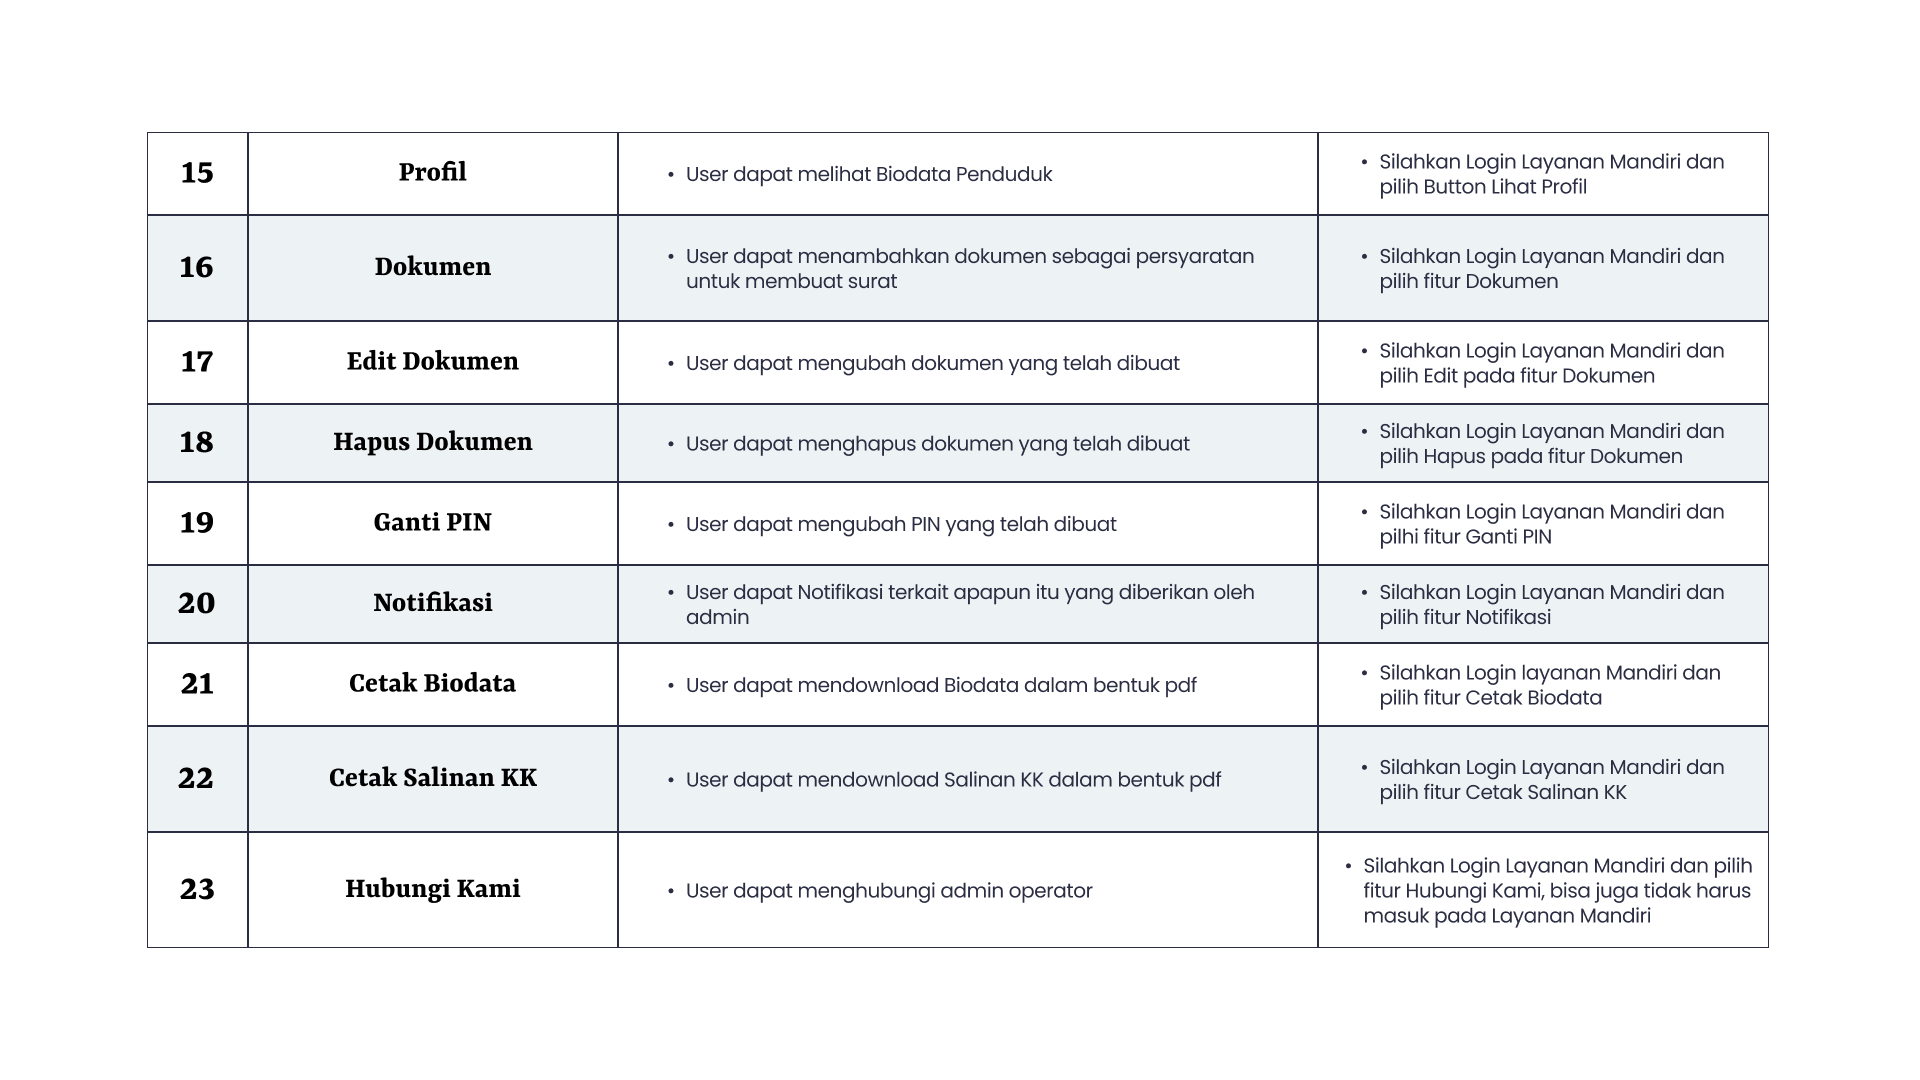 15
Profil
• User dapat melihat Biodata Penduduk
• Silahkan Login Layanan Mandiri dan
pilih Button Lihat Profil
16
Dokumen
• User dapat menambahkan dokumen sebagai persyaratan
untuk membuat surat
• Silahkan Login Layanan Mandiri dan
pilih fitur Dokumen
17
Edit Dokumen
• User dapat mengubah dokumen yang telah dibuat
• Silahkan Login Layanan Mandiri dan
pilih Edit pada fitur Dokumen
18
Hapus Dokumen
• User dapat menghapus dokumen yang telah dibuat
• Silahkan Login Layanan Mandiri dan
pilih Hapus pada fitur Dokumen
19
Ganti PIN
• User dapat mengubah PIN yang telah dibuat
• Silahkan Login Layanan Mandiri dan
pilhi fitur Ganti PIN
20
Notifikasi
• User dapat Notifikasi terkait apapun itu yang diberikan oleh
admin
• Silahkan Login Layanan Mandiri dan
pilih fitur Notifikasi
21
Cetak Biodata
• User dapat mendownload Biodata dalam bentuk pdf
• Silahkan Login layanan Mandiri dan
pilih fitur Cetak Biodata
22
Cetak Salinan KK
• User dapat mendownload Salinan KK dalam bentuk pdf
• Silahkan Login Layanan Mandiri dan
pilih fitur Cetak Salinan KK
23
Hubungi Kami
• User dapat menghubungi admin operator
• Silahkan Login Layanan Mandiri dan pilih
fitur Hubungi Kami, bisa juga tidak harus
masuk pada Layanan Mandiri